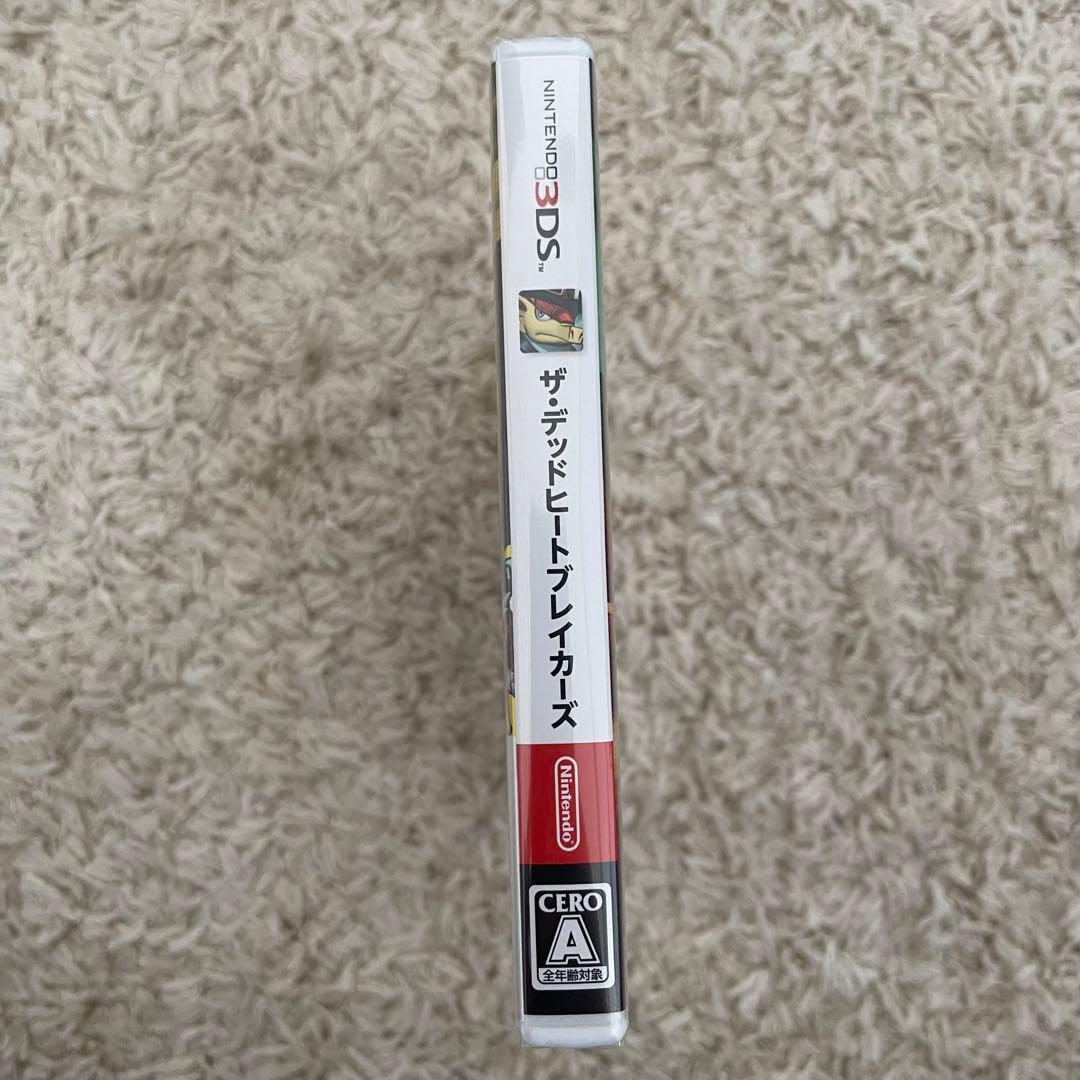 NINTENDO
3DS™
ザ・デッドヒートブレイカーズ
Nintendo
CERO
A
全年齢対象